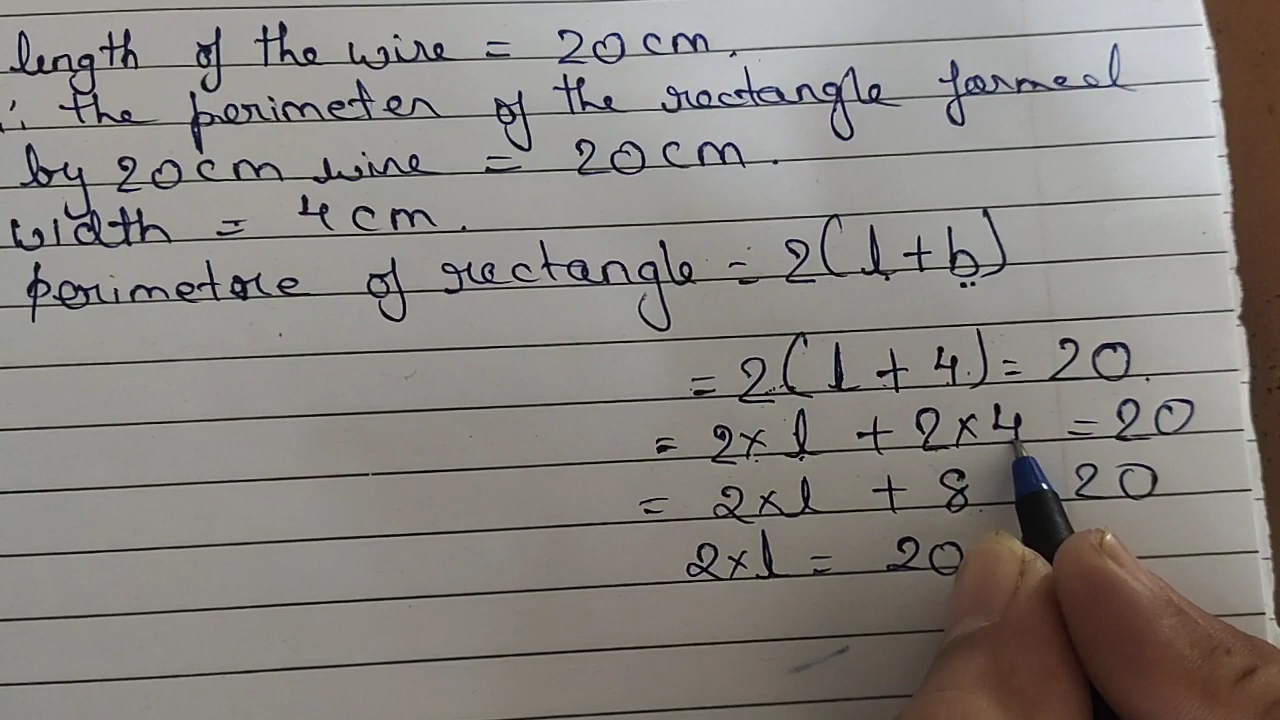 length of the wire = 20 cm.
∴ the perimeter of the rectangle formed
by 20 cm wire = 20 cm.
width = 4 cm.
perimetore of rectangle = 2(l+b)
= 2(l+4) = 20.
= 2×l + 2×4 = 20
= 2×l + 8 20
2×l = 20